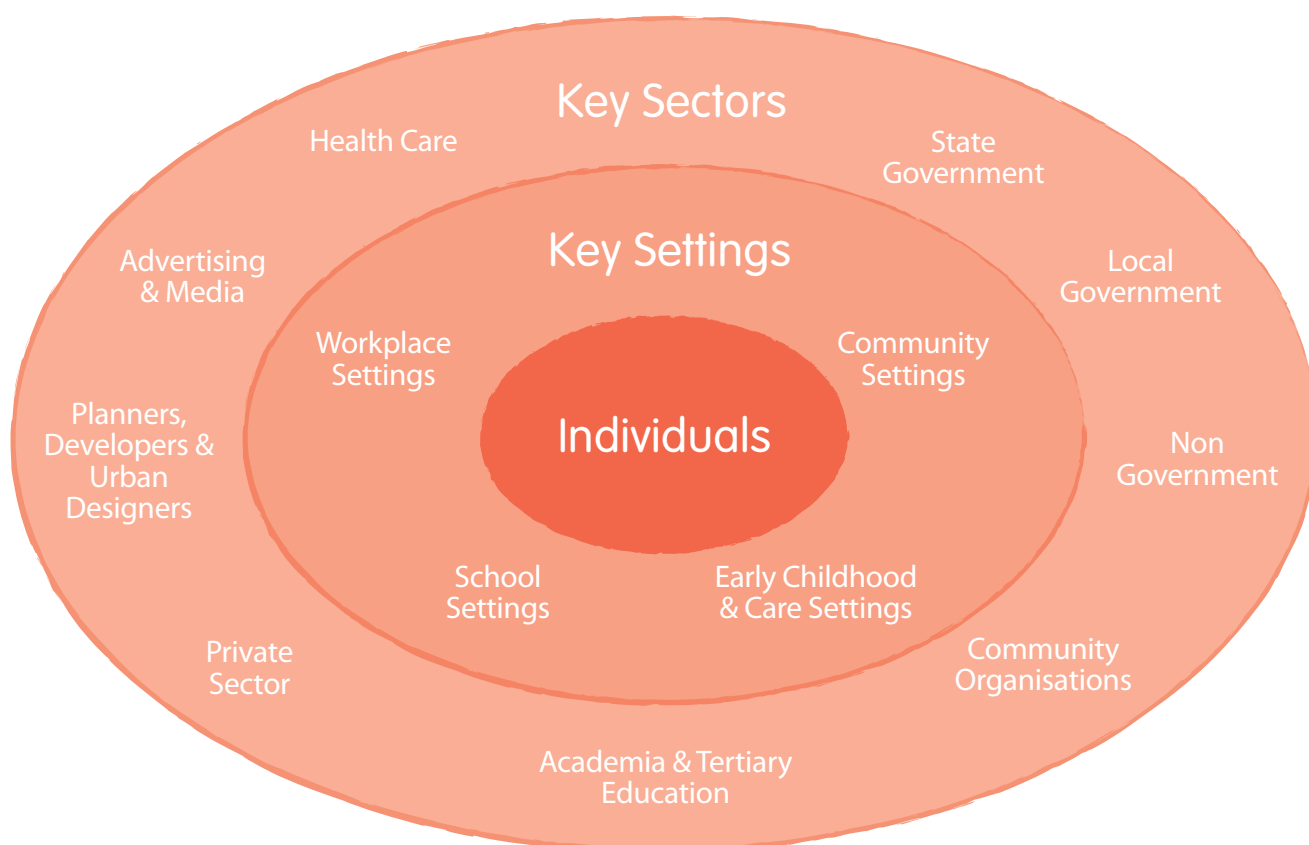 Key Sectors
Health Care
State
Government
Advertising
& Media
Local
Government
Planners,
Developers &
Urban
Designers
Non
Government
Private
Sector
Community
Organisations
Academia & Tertiary
Education
Key Settings
Workplace
Settings
Community
Settings
School
Settings
Early Childhood
& Care Settings
Individuals